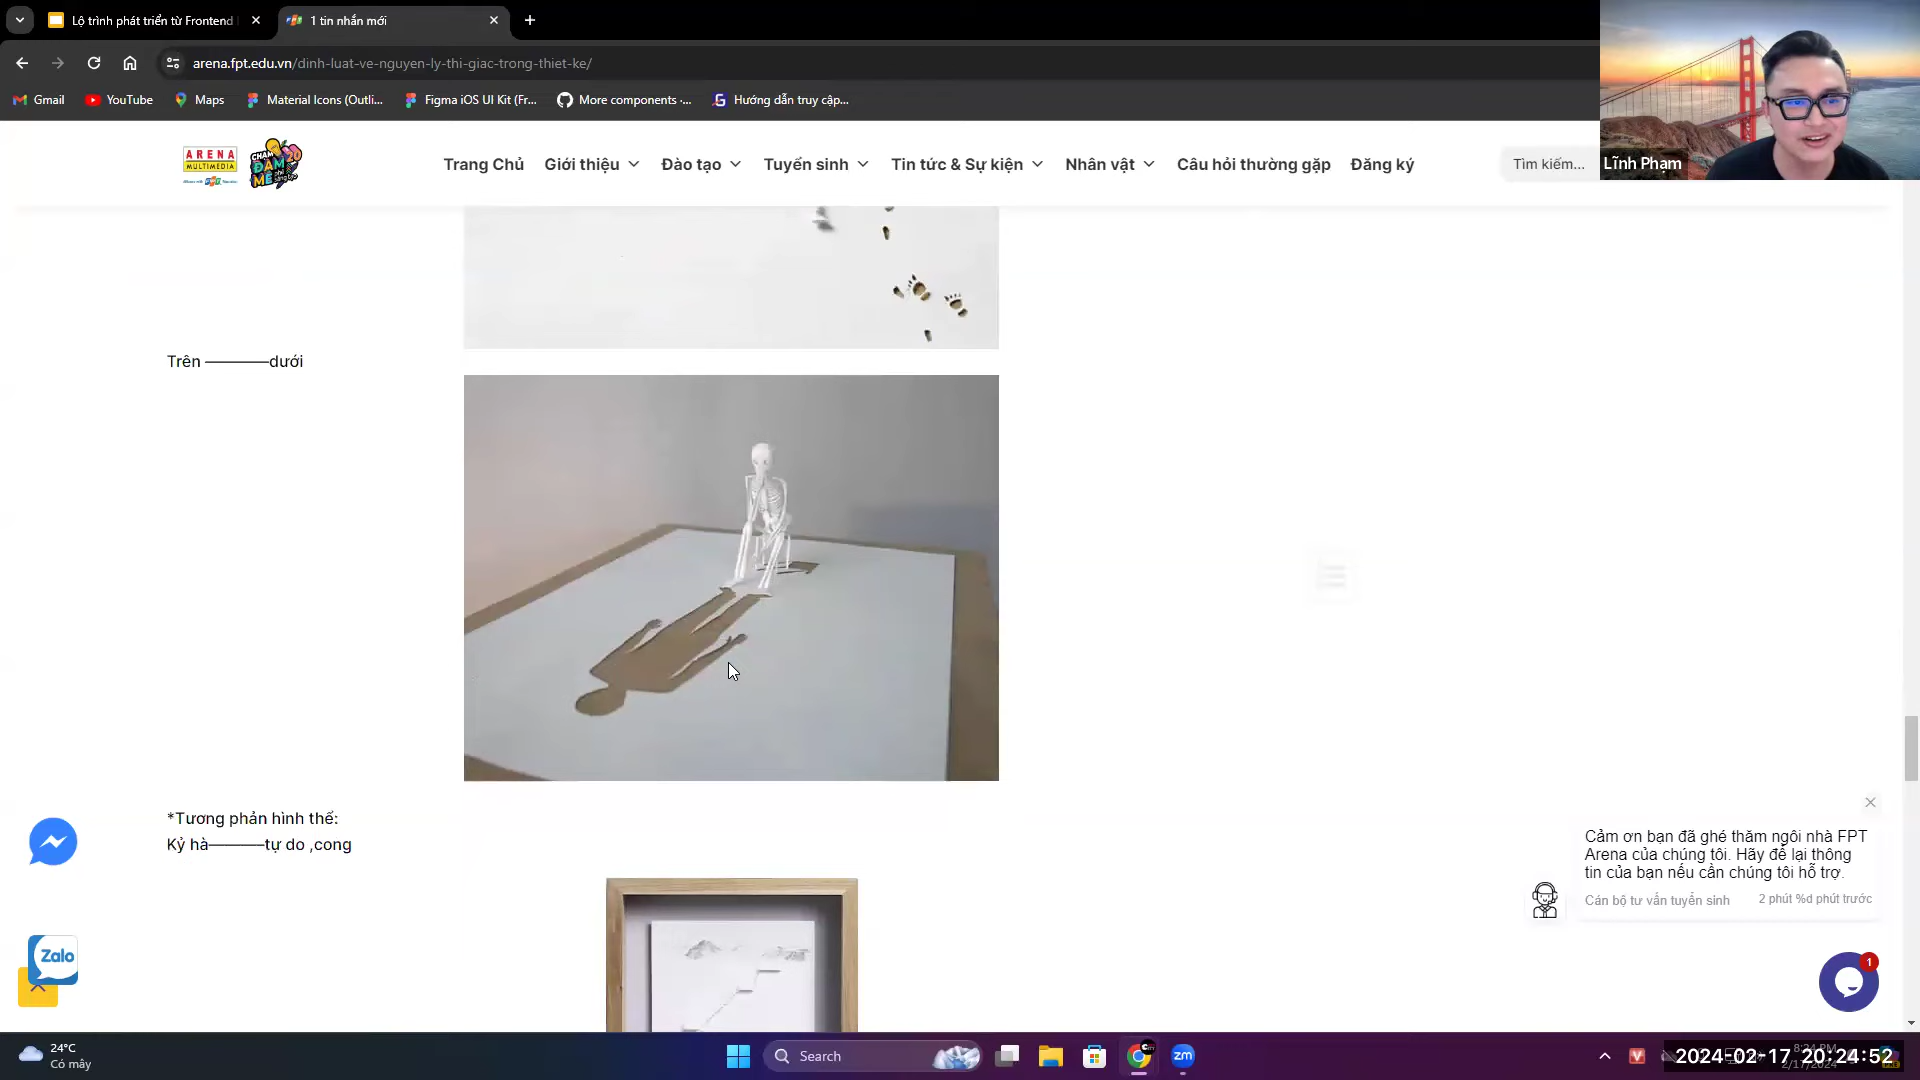 Lộ trình phát triển từ Frontend
1 tin nhắn mới
arena.fpt.edu.vn/dinh-luat-ve-nguyen-ly-thi-giac-trong-thiet-ke/
Gmail
YouTube
Maps
Material Icons (Outli...
Figma iOS UI Kit (Fr...
More components ·...
Hướng dẫn truy cập...
Lĩnh Phạm
ARENA
MULTIMEDIA
CHẠM
ĐAM
MÊ
20
Trang Chủ
Giới thiệu
Đào tạo
Tuyển sinh
Tin tức & Sự kiện
Nhân vật
Câu hỏi thường gặp
Đăng ký
Tìm kiếm...
Trên ————dưới
*Tương phản hình thể:
Kỷ hà———–tự do ,cong
Cảm ơn bạn đã ghé thăm ngôi nhà FPT
Arena của chúng tôi. Hãy để lại thông
tin của bạn nếu cần chúng tôi hỗ trợ.
Cán bộ tư vấn tuyển sinh
2 phút %d phút trước
Zalo
1
24°C
Có mây
Search
zm
2024-02-17 20:24:52